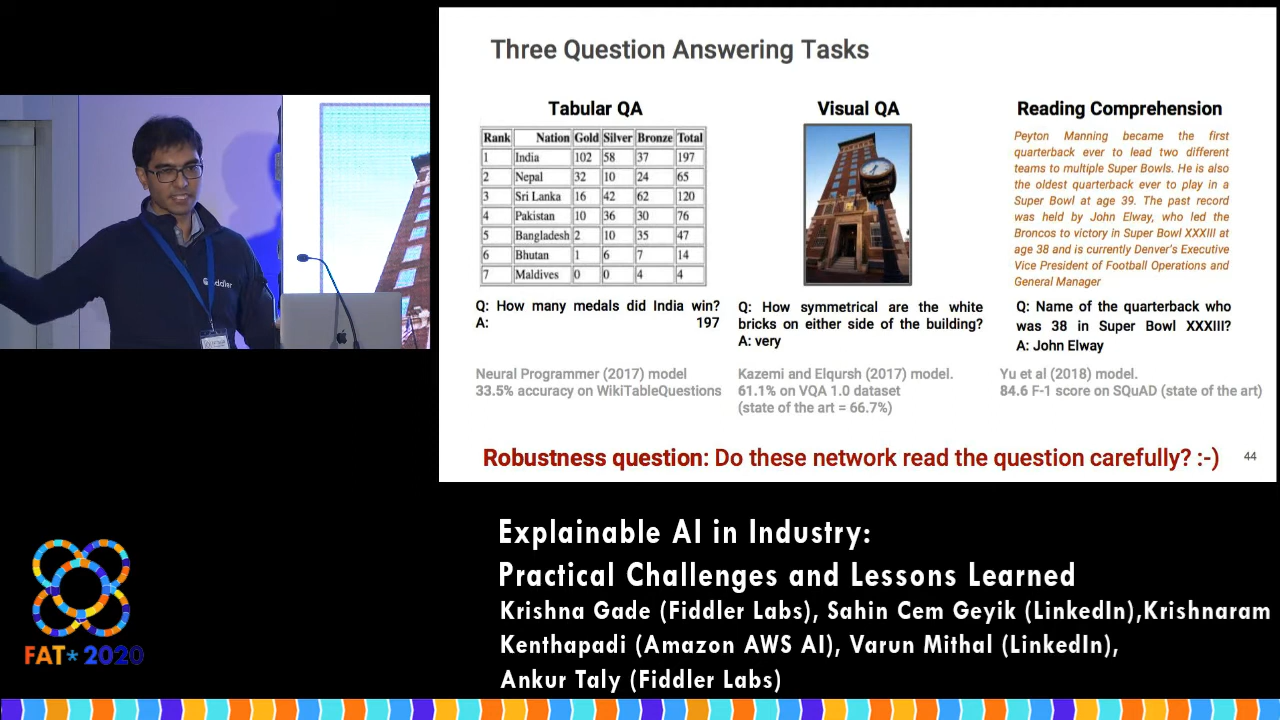 Three Question Answering Tasks
Tabular QA
Rank Nation Gold Silver Bronze Total
1 India 102 58 37 197
2 Nepal 32 10 24 65
3 Sri Lanka 16 42 62 120
4 Pakistan 10 36 30 76
5 Bangladesh 2 10 35 47
6 Bhutan 1 6 7 14
7 Maldives 0 0 4 4
Q: How many medals did India win?
A: 197
Neural Programmer (2017) model
33.5% accuracy on WikiTableQuestions
Visual QA
Q: How symmetrical are the white
bricks on either side of the building?
A: very
Kazemi and Elqursh (2017) model.
61.1% on VQA 1.0 dataset
(state of the art = 66.7%)
Reading Comprehension
Peyton Manning became the first
quarterback ever to lead two different
teams to multiple Super Bowls. He is also
the oldest quarterback ever to play in a
Super Bowl at age 39. The past record
was held by John Elway, who led the
Broncos to victory in Super Bowl XXXIII at
age 38 and is currently Denver's Executive
Vice President of Football Operations and
General Manager
Q: Name of the quarterback who
was 38 in Super Bowl XXXIII?
A: John Elway
Yu et al (2018) model.
84.6 F-1 score on SQuAD (state of the art)
Robustness question: Do these network read the question carefully? :-)
44
Explainable AI in Industry:
Practical Challenges and Lessons Learned
Krishna Gade (Fiddler Labs), Sahin Cem Geyik (LinkedIn),Krishnaram
Kenthapadi (Amazon AWS AI), Varun Mithal (LinkedIn),
Ankur Taly (Fiddler Labs)
FAT* 2020